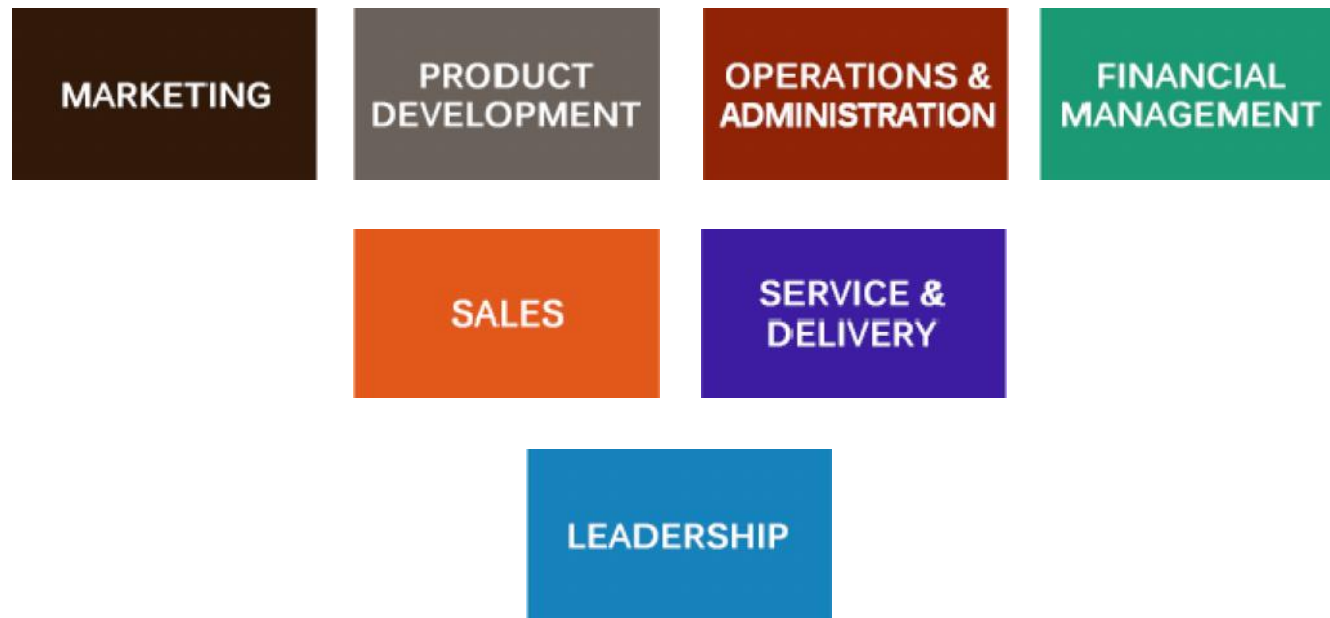 MARKETING
PRODUCT
DEVELOPMENT
OPERATIONS &
ADMINISTRATION
FINANCIAL
MANAGEMENT
SALES
SERVICE &
DELIVERY
LEADERSHIP